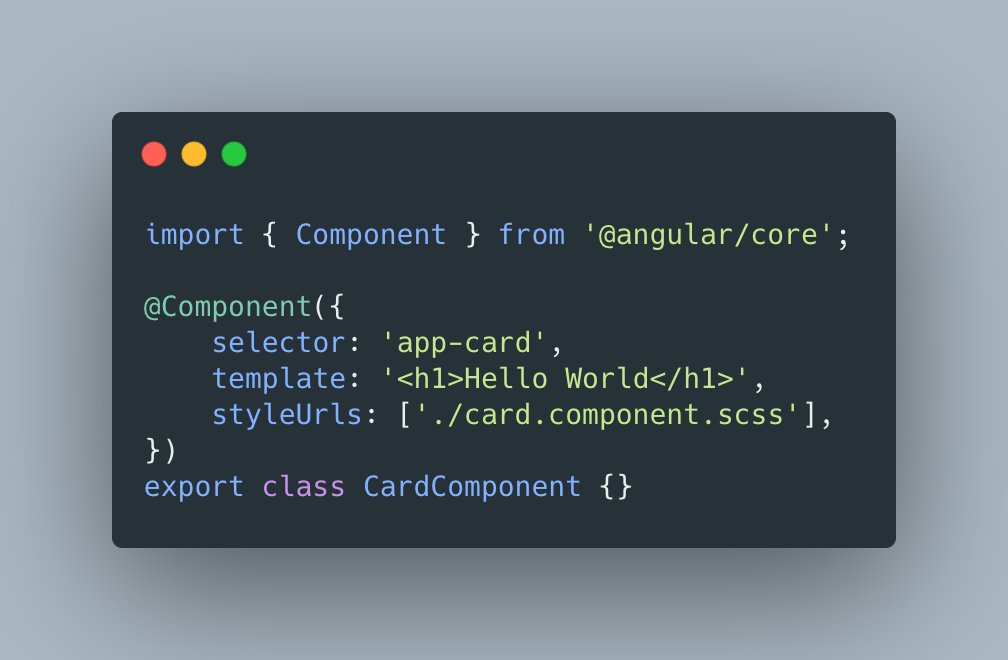 import { Component } from '@angular/core';
@Component({
    selector: 'app-card',
    template: '<h1>Hello World</h1>',
    styleUrls: ['./card.component.scss'],
})
export class CardComponent {}